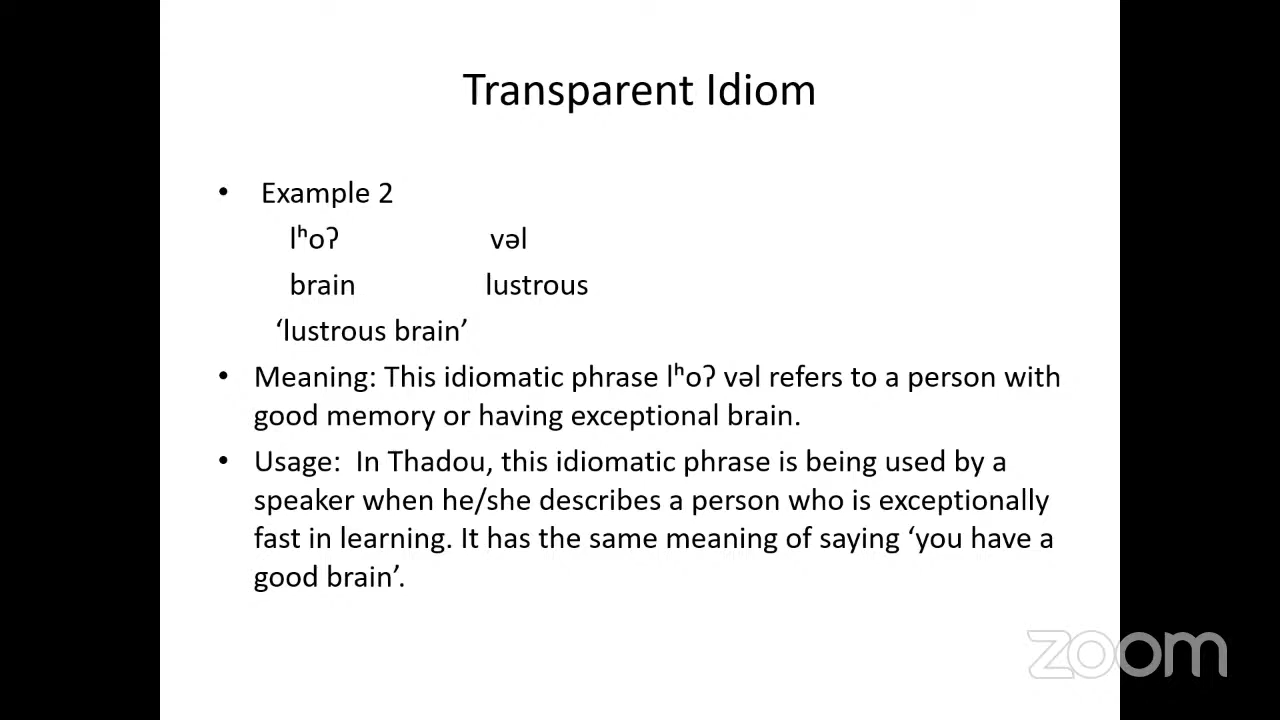 Transparent Idiom
• Example 2
lʰoʔ vəl
brain lustrous
‘lustrous brain’
• Meaning: This idiomatic phrase lʰoʔ vəl refers to a person with
good memory or having exceptional brain.
• Usage: In Thadou, this idiomatic phrase is being used by a
speaker when he/she describes a person who is exceptionally
fast in learning. It has the same meaning of saying ‘you have a
good brain’.
zoom